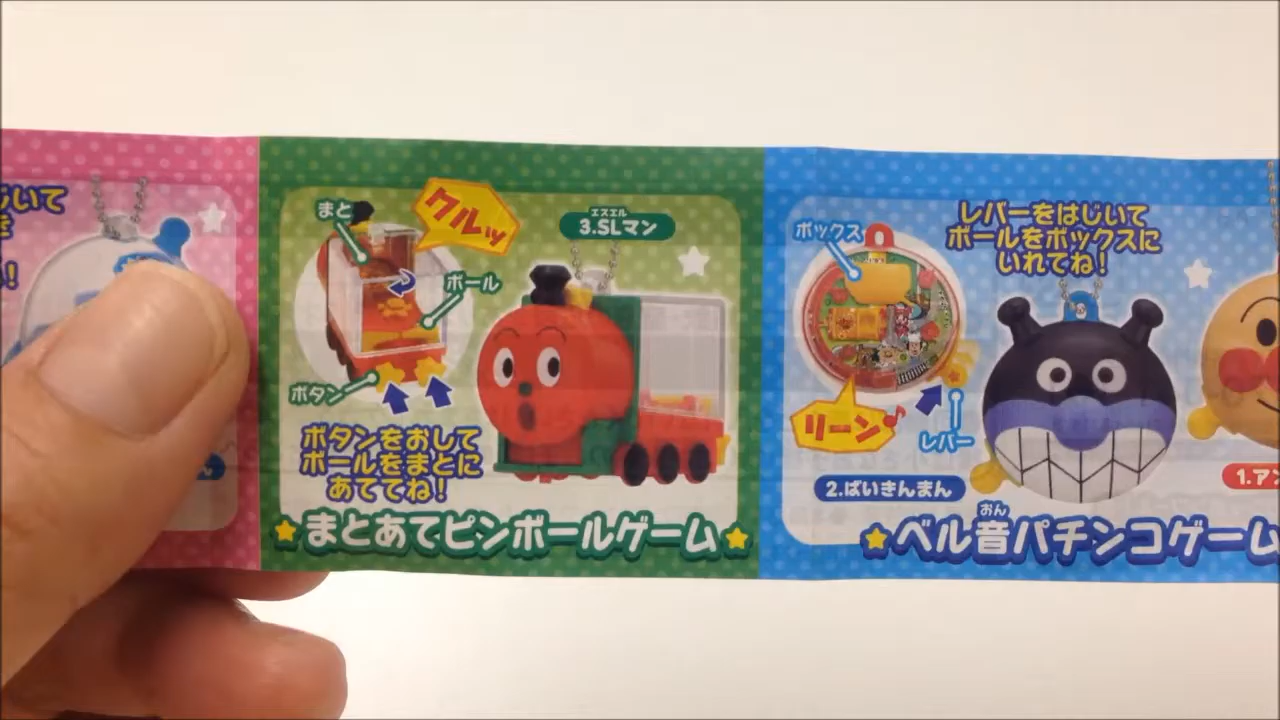 まと
クルッ
エスエル
3.SLマン
ボール
ボタン
ボタンをおして
ボールをまとに
あててね!
まとあてピンボールゲーム
ボックス
レバーをはじいて
ボールをボックスに
いれてね!
リーン♪
レバー
2.ばいきんまん
おん
ベル音パチンコゲーム
1.アン